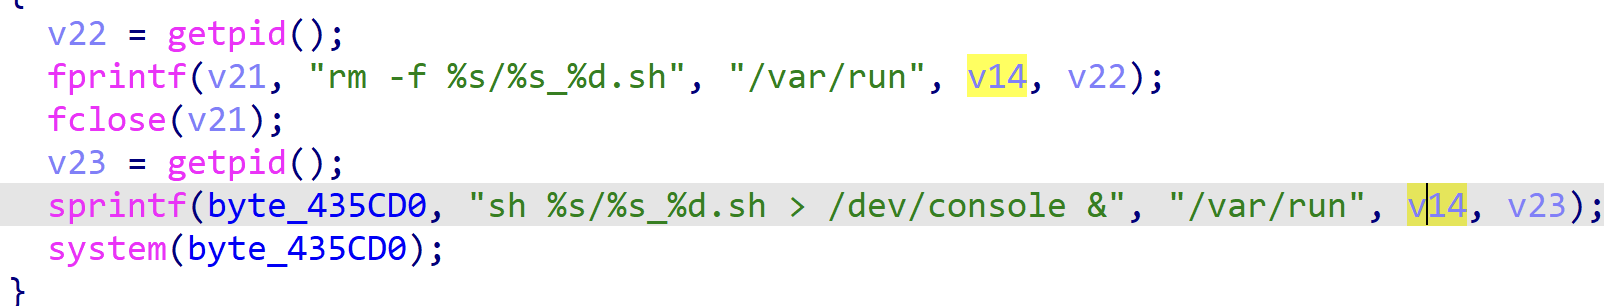 {
v22 = getpid();
fprintf(v21, "rm -f %s/%s_%d.sh", "/var/run", v14, v22);
fclose(v21);
v23 = getpid();
sprintf(byte_435CD0, "sh %s/%s_%d.sh > /dev/console &", "/var/run", v14, v23);
system(byte_435CD0);
}